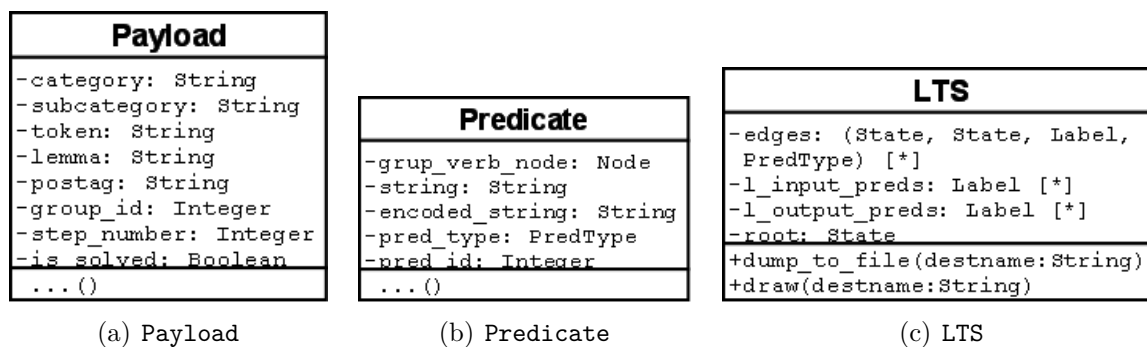 Payload
-category: String
-subcategory: String
-token: String
-lemma: String
-postag: String
-group_id: Integer
-step_number: Integer
-is_solved: Boolean
...()
(a) Payload
Predicate
-grup_verb_node: Node
-string: String
-encoded_string: String
-pred_type: PredType
-pred_id: Integer
...()
(b) Predicate
LTS
-edges: (State, State, Label,
PredType) [*]
-l_input_preds: Label [*]
-l_output_preds: Label [*]
-root: State
+dump_to_file(destname:String)
+draw(destname:String)
(c) LTS